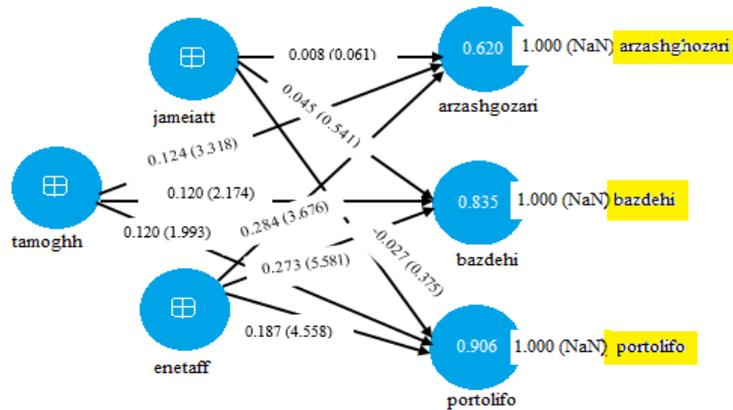 0.008 (0.061)
0.620
1.000 (NaN)
arzashghozari
jameiatt
0.045 (0.541)
arzashgozari
0.124 (3.318)
0.120 (2.174)
0.835
1.000 (NaN)
bazdehi
tamoghh
0.120 (1.993)
0.284 (3.676)
bazdehi
0.273 (5.581)
-0.027 (0.375)
0.187 (4.558)
0.906
1.000 (NaN)
portolifo
enetaff
portolifo